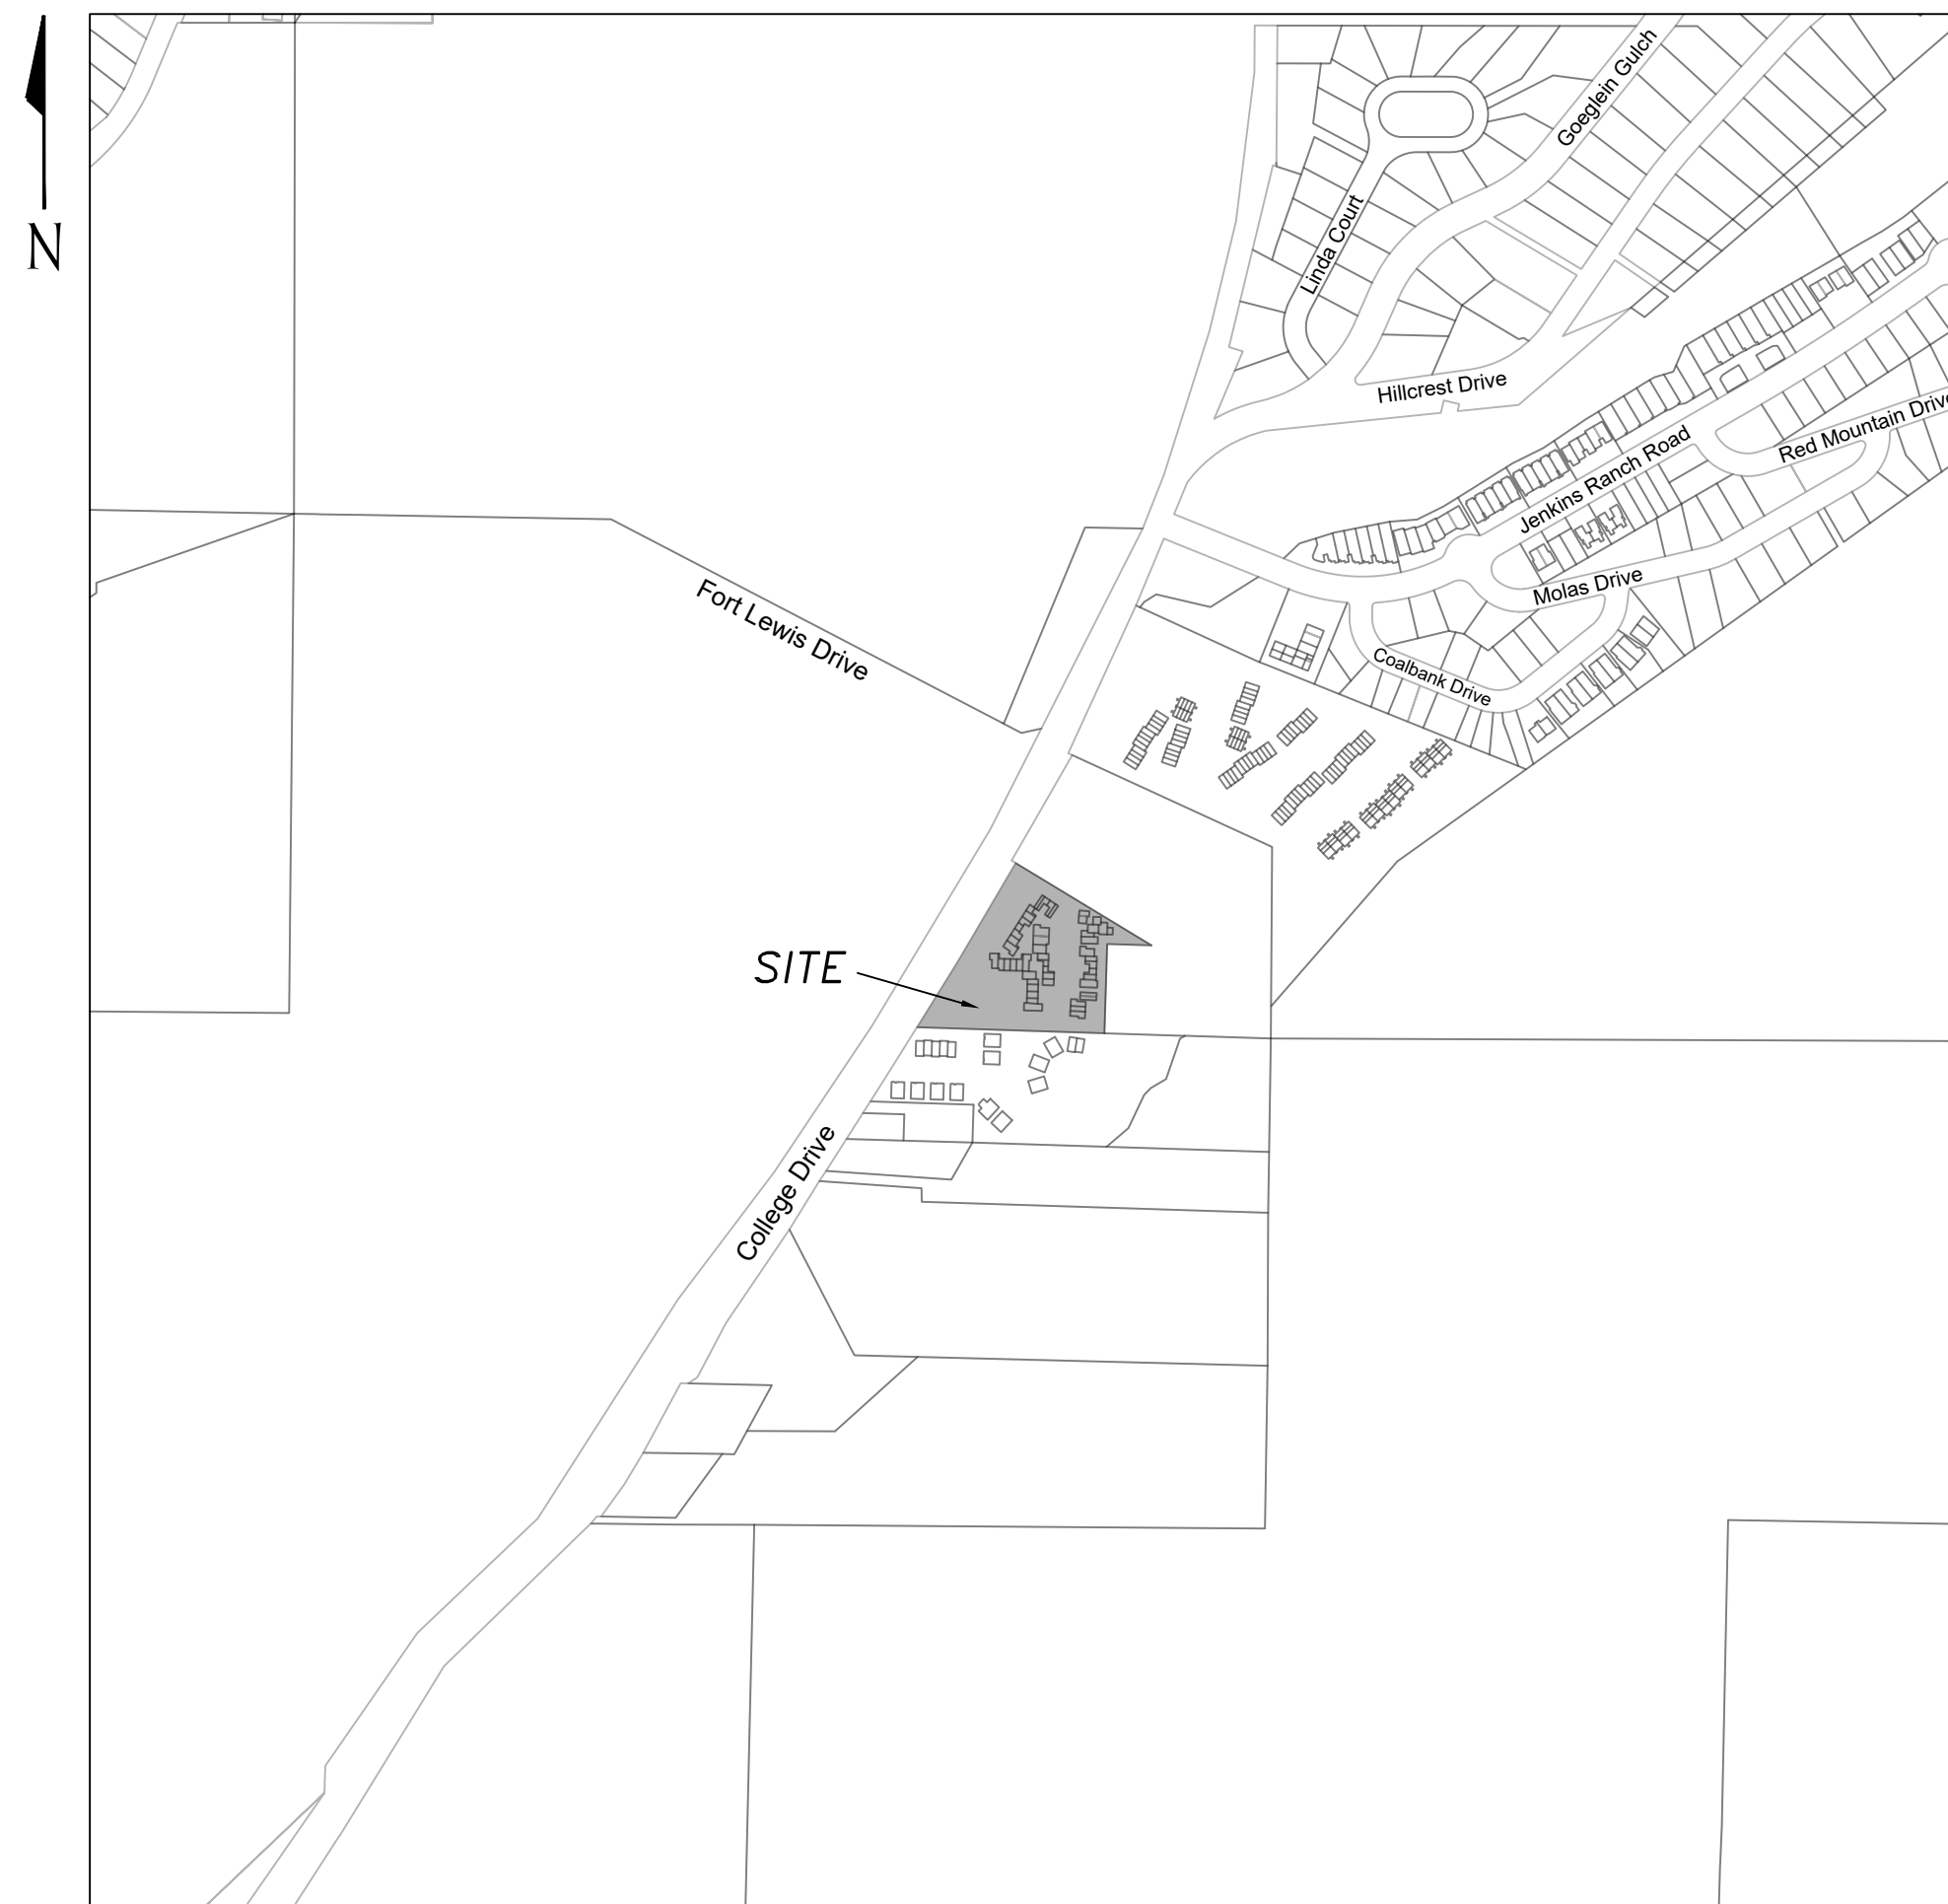 Goeglein Gulch
N
Linda Court
Hillcrest Drive
Red Mountain Drive
Jenkins Ranch Road
Fort Lewis Drive
Molas Drive
Coalbank Drive
SITE
College Drive